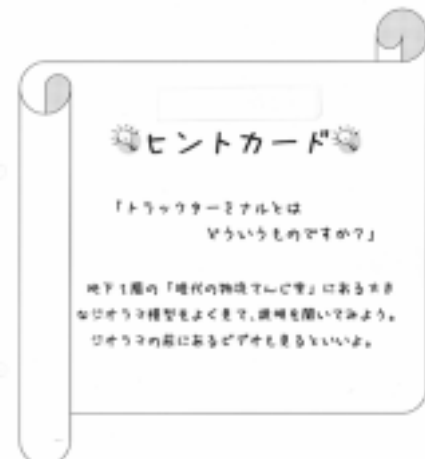 ヒントカード
「トラックターミナルとは
どういうものですか?」
地下1階の「現代の物流てんじ室」にある大き
なジオラマ模型をよく見て、説明を聞いてみよう。
ジオラマの前にあるビデオも見るといいよ。